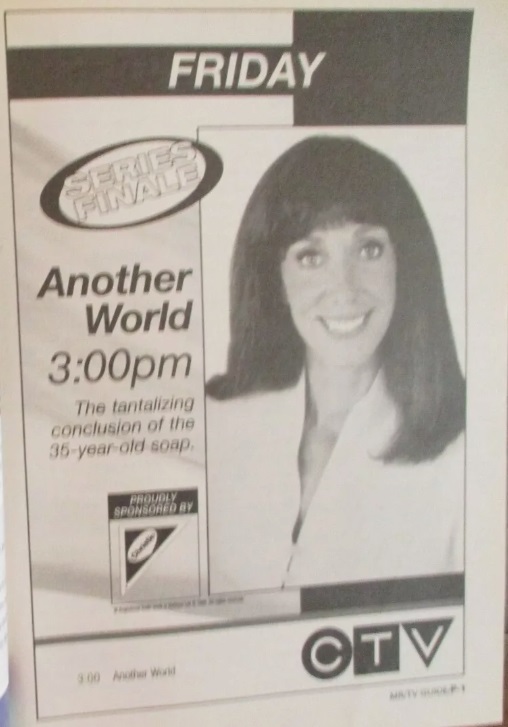 FRIDAY
SERIES
FINALE
Another
World
3:00pm
The tantalizing
conclusion of the
35-year-old soap.
PROUDLY
SPONSORED BY
CTV
3:00 Another World